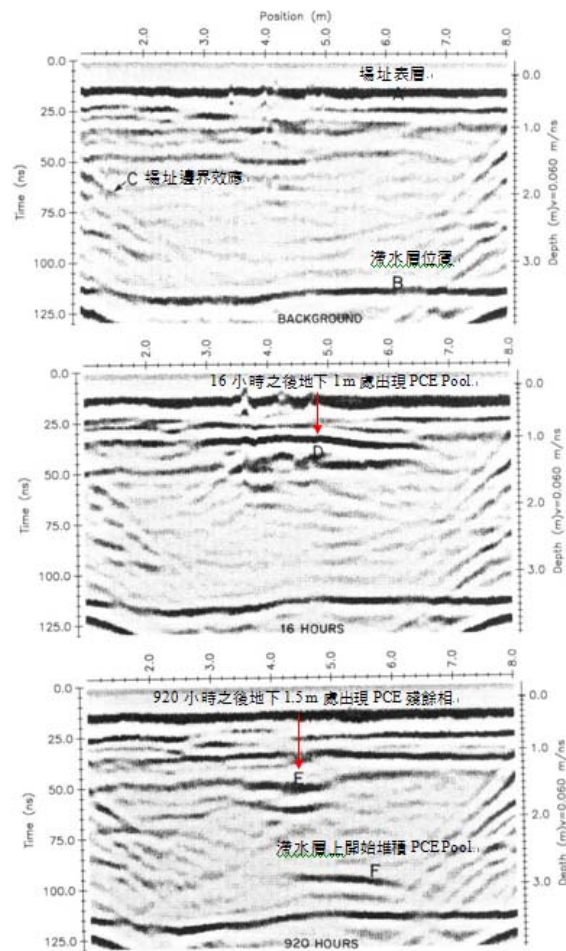 Position (m)
2.0 3.0 4.0 5.0 6.0 7.0 8.0
場址表層
A
0.0
25.0
50.0
75.0
100.0
125.0
Time (ns)
C 場址邊界效應
滯水層位置
B
BACKGROUND
0.0
1.0
2.0
3.0
Depth (m)v=0.060 m/ns
2.0 3.0 4.0 5.0 6.0 7.0 8.0
16 小時之後地下 1m 處出現 PCE Pool
D
0.0
25.0
50.0
75.0
100.0
125.0
Time (ns)
16 HOURS
0.0
1.0
2.0
3.0
Depth (m)v=0.060 m/ns
2.0 3.0 4.0 5.0 6.0 7.0 8.0
920 小時之後地下 1.5m 處出現 PCE 殘餘相
E
0.0
25.0
50.0
75.0
100.0
125.0
Time (ns)
滯水層上開始堆積 PCE Pool
F
920 HOURS
0.0
1.0
2.0
3.0
Depth (m)v=0.060 m/ns